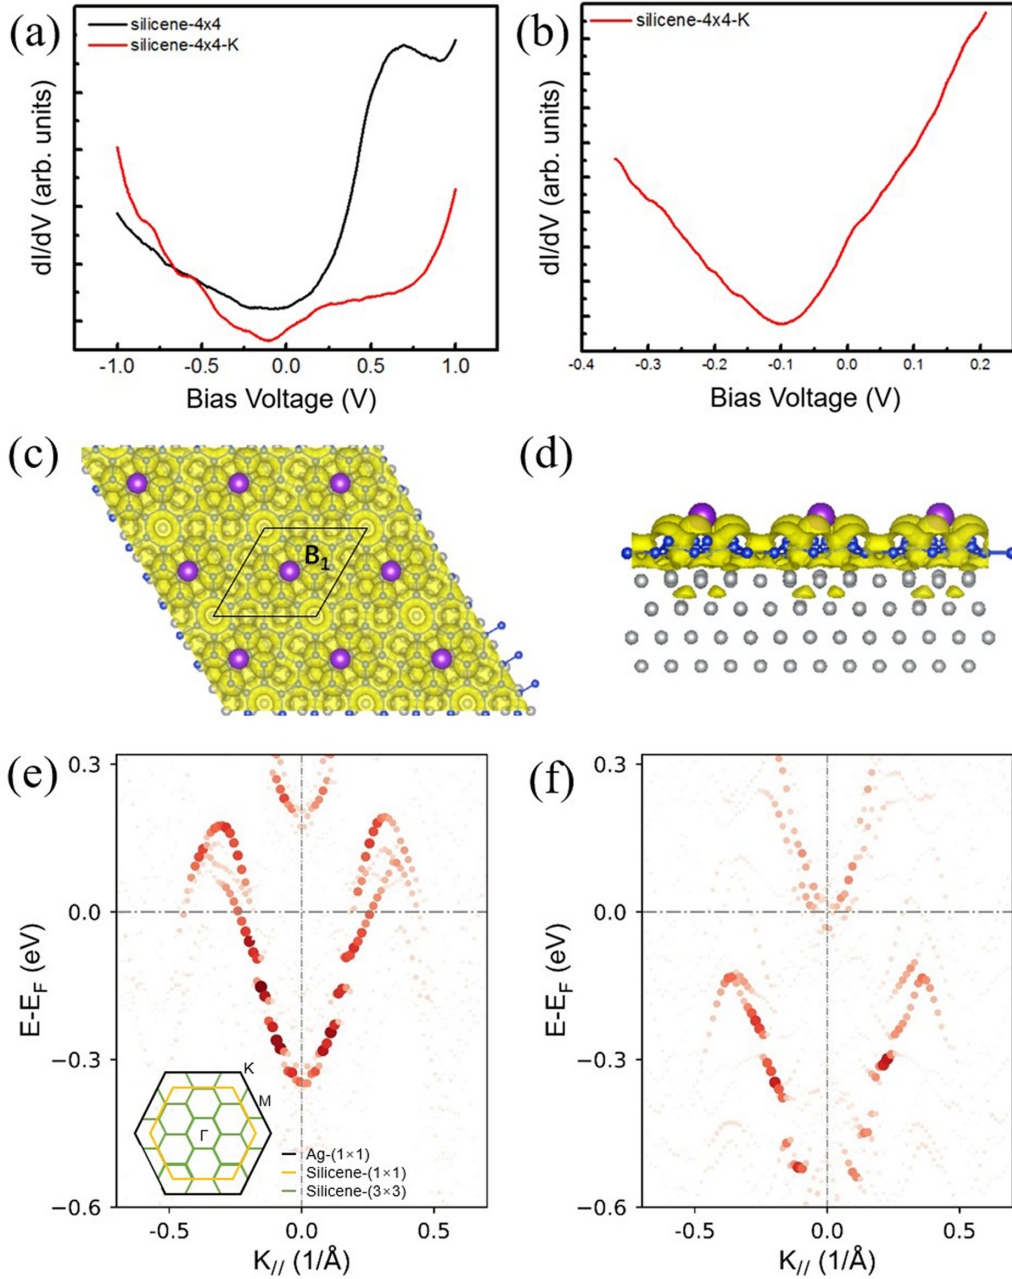 (a)
silicene-4x4
silicene-4x4-K
dI/dV (arb. units)
-1.0 -0.5 0.0 0.5 1.0
Bias Voltage (V)
(b)
silicene-4x4-K
dI/dV (arb. units)
-0.4 -0.3 -0.2 -0.1 0.0 0.1 0.2
Bias Voltage (V)
(c)
B₁
(d)
(e)
0.3
0.0
−0.3
−0.6
E-E_F (eV)
K
M
Γ
Ag-(1×1)
Silicene-(1×1)
Silicene-(3×3)
-0.5 0.0 0.5
K_// (1/Å)
(f)
0.3
0.0
−0.3
−0.6
E-E_F (eV)
-0.5 0.0 0.5
K_// (1/Å)